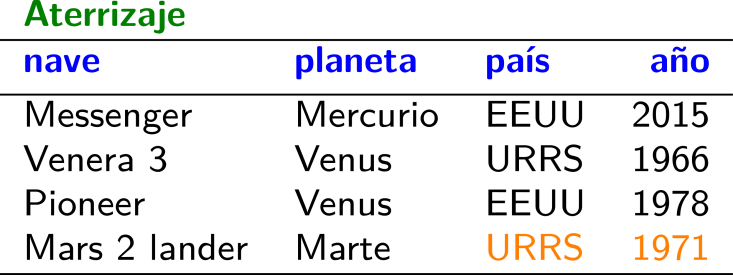 Aterrizaje
nave planeta país año
Messenger Mercurio EEUU 2015
Venera 3 Venus URRS 1966
Pioneer Venus EEUU 1978
Mars 2 lander Marte URRS 1971